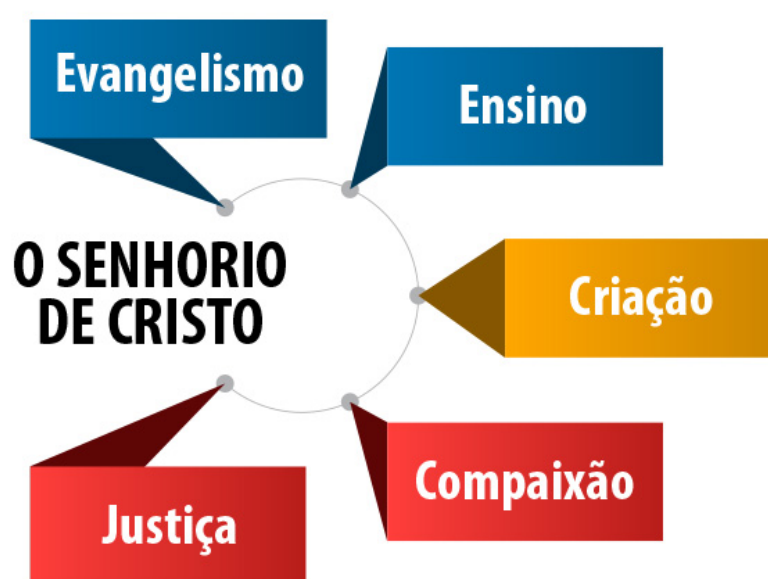 Evangelismo
Ensino
O SENHORIO
DE CRISTO
Criação
Compaixão
Justiça